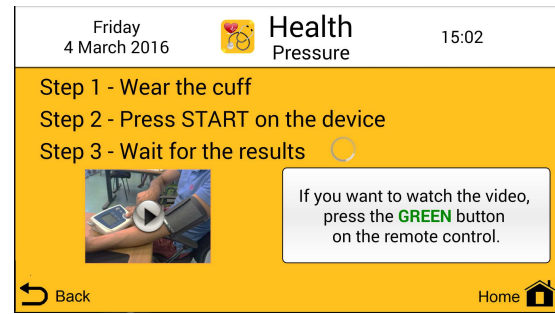 Friday
4 March 2016
Health
Pressure
15:02
Step 1 - Wear the cuff
Step 2 - Press START on the device
Step 3 - Wait for the results
If you want to watch the video,
press the GREEN button
on the remote control.
Back
Home